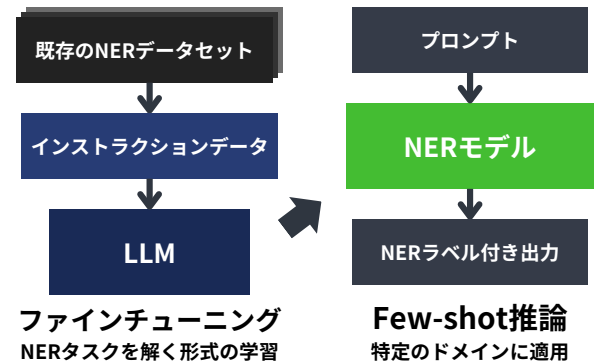 既存のNERデータセット
インストラクションデータ
LLM
ファインチューニング
NERタスクを解く形式の学習
プロンプト
NERモデル
NERラベル付き出力
Few-shot推論
特定のドメインに適用